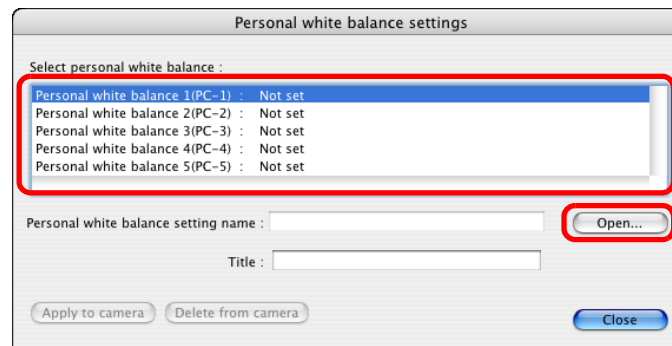 Personal white balance settings
Select personal white balance :
Personal white balance 1(PC-1) : Not set
Personal white balance 2(PC-2) : Not set
Personal white balance 3(PC-3) : Not set
Personal white balance 4(PC-4) : Not set
Personal white balance 5(PC-5) : Not set
Personal white balance setting name : Open...
Title :
Apply to camera Delete from camera Close